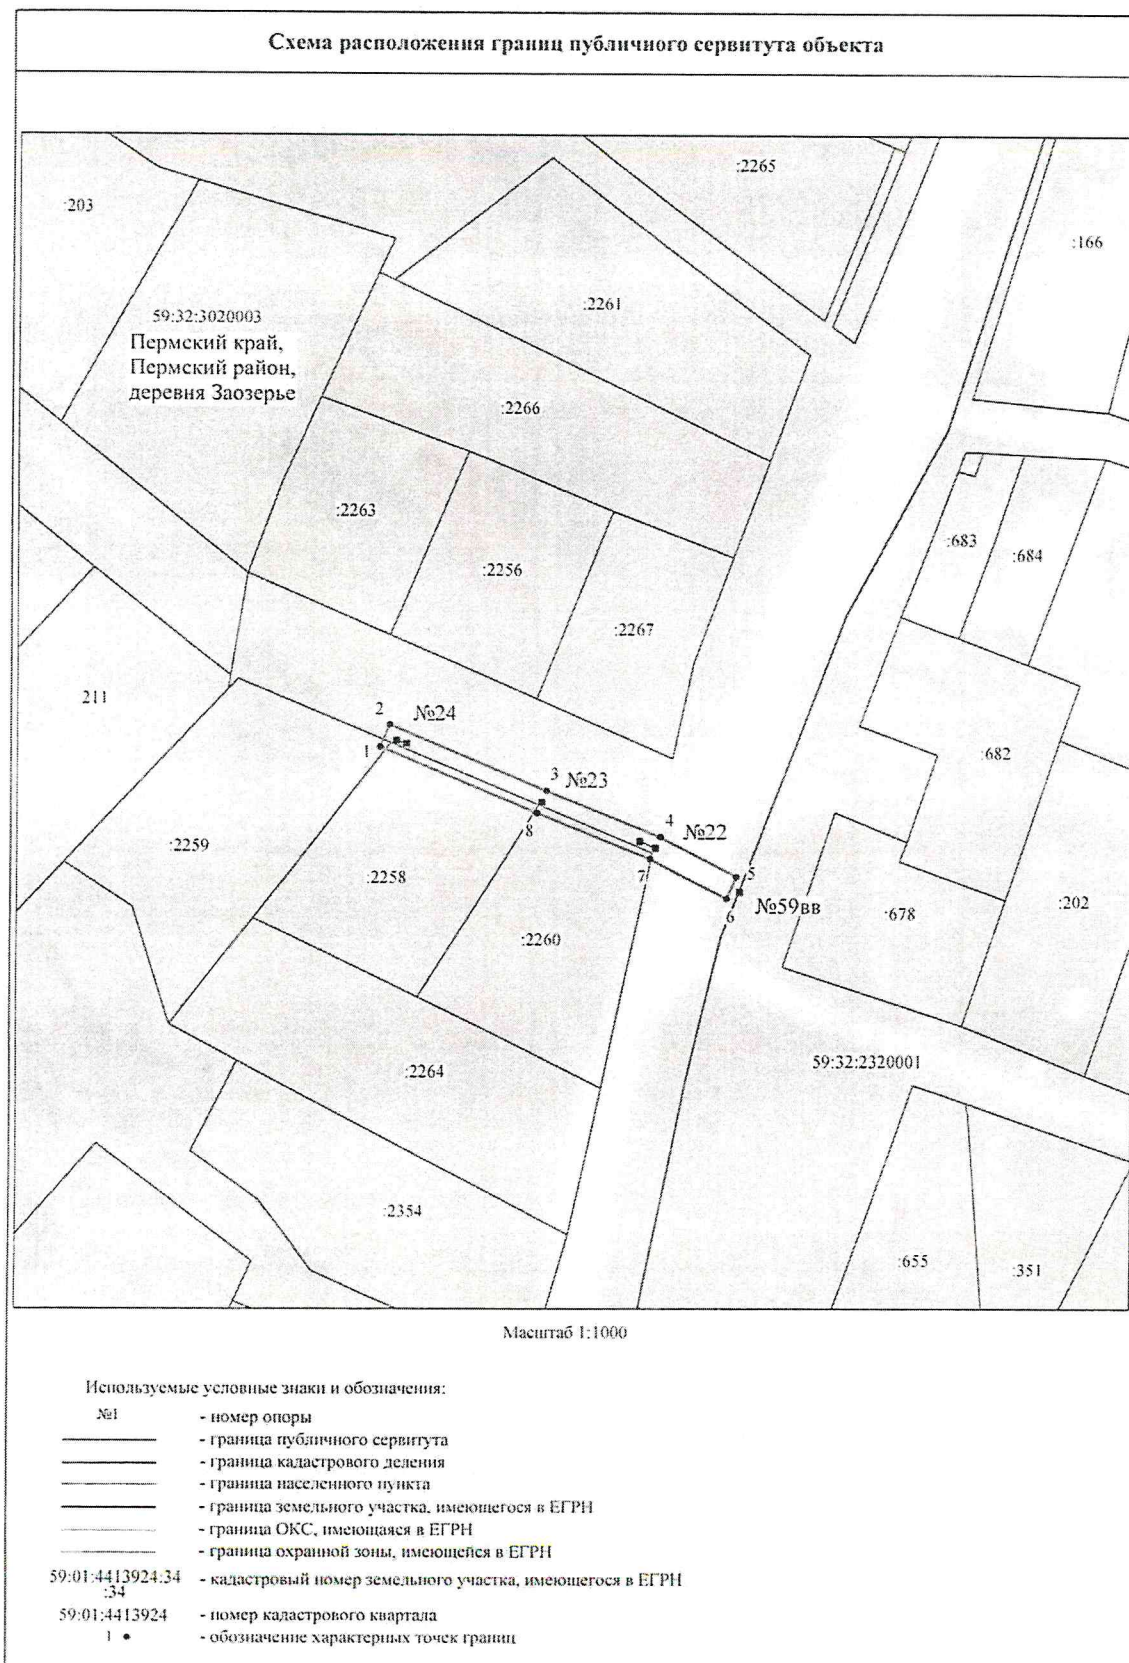 Схема расположения границ публичного сервитута объекта
:2265
:203
:166
:2261
59:32:3020003
Пермский край,
Пермский район,
деревня Заозерье
:2266
:2263
:683
:684
:2256
:2267
211
2
№24
1
:682
3 №23
4
№22
8
:2259
7
5
:2258
6
№59вв
:678
:202
:2260
59:32:2320001
:2264
:2354
:655
:351
Масштаб 1:1000
Используемые условные знаки и обозначения:
№1 - номер опоры
- граница публичного сервитута
- граница кадастрового деления
- граница населенного пункта
- граница земельного участка, имеющегося в ЕГРН
- граница ОКС, имеющаяся в ЕГРН
- граница охранной зоны, имеющейся в ЕГРН
59:01:4413924:34 - кадастровый номер земельного участка, имеющегося в ЕГРН
:34
59:01:4413924 - номер кадастрового квартала
1 - обозначение характерных точек границ